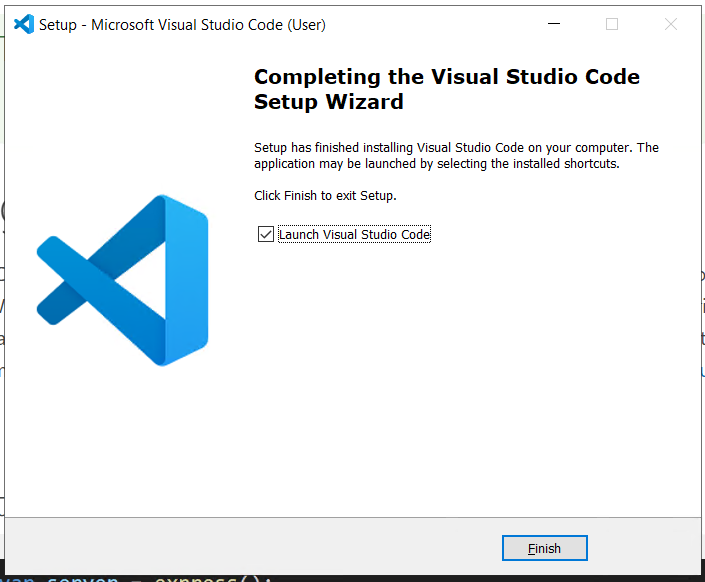 Setup - Microsoft Visual Studio Code (User)
Completing the Visual Studio Code
Setup Wizard
Setup has finished installing Visual Studio Code on your computer. The
application may be launched by selecting the installed shortcuts.
Click Finish to exit Setup.
Launch Visual Studio Code
Finish
var server = express();